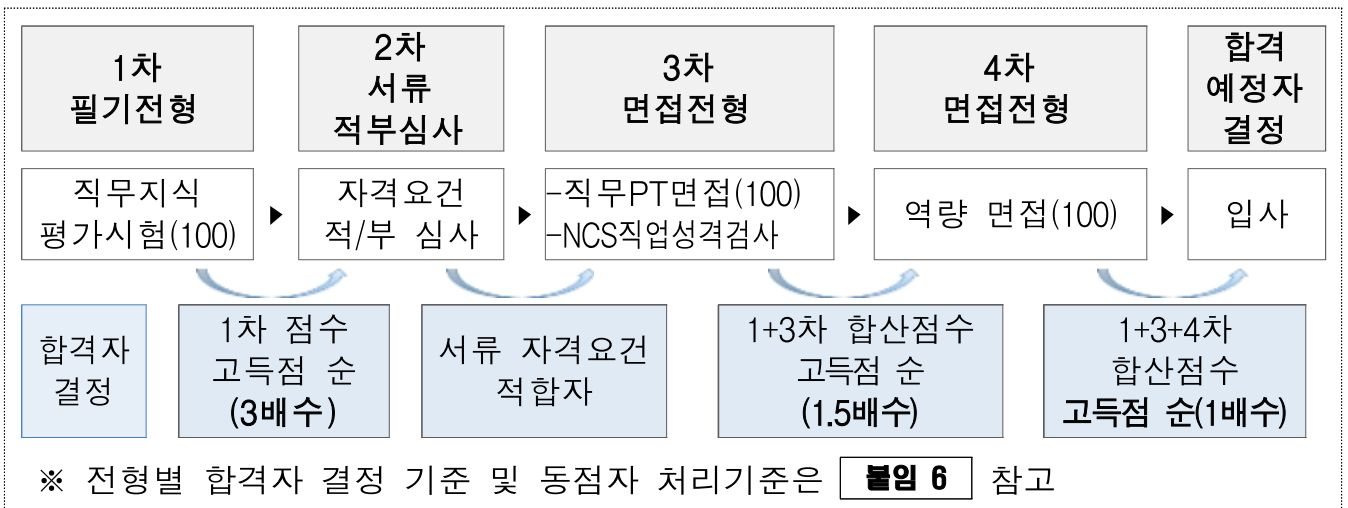 1차
필기전형
2차
서류
적부심사
3차
면접전형
4차
면접전형
합격
예정자
결정
직무지식
평가시험(100)
▶
자격요건
적/부 심사
▶
-직무PT면접(100)
-NCS직업성격검사
▶
역량 면접(100)
▶
입사
합격자
결정
1차 점수
고득점 순
(3배수)
서류 자격요건
적합자
1+3차 합산점수
고득점 순
(1.5배수)
1+3+4차
합산점수
고득점 순(1배수)
※ 전형별 합격자 결정 기준 및 동점자 처리기준은 붙임 6 참고